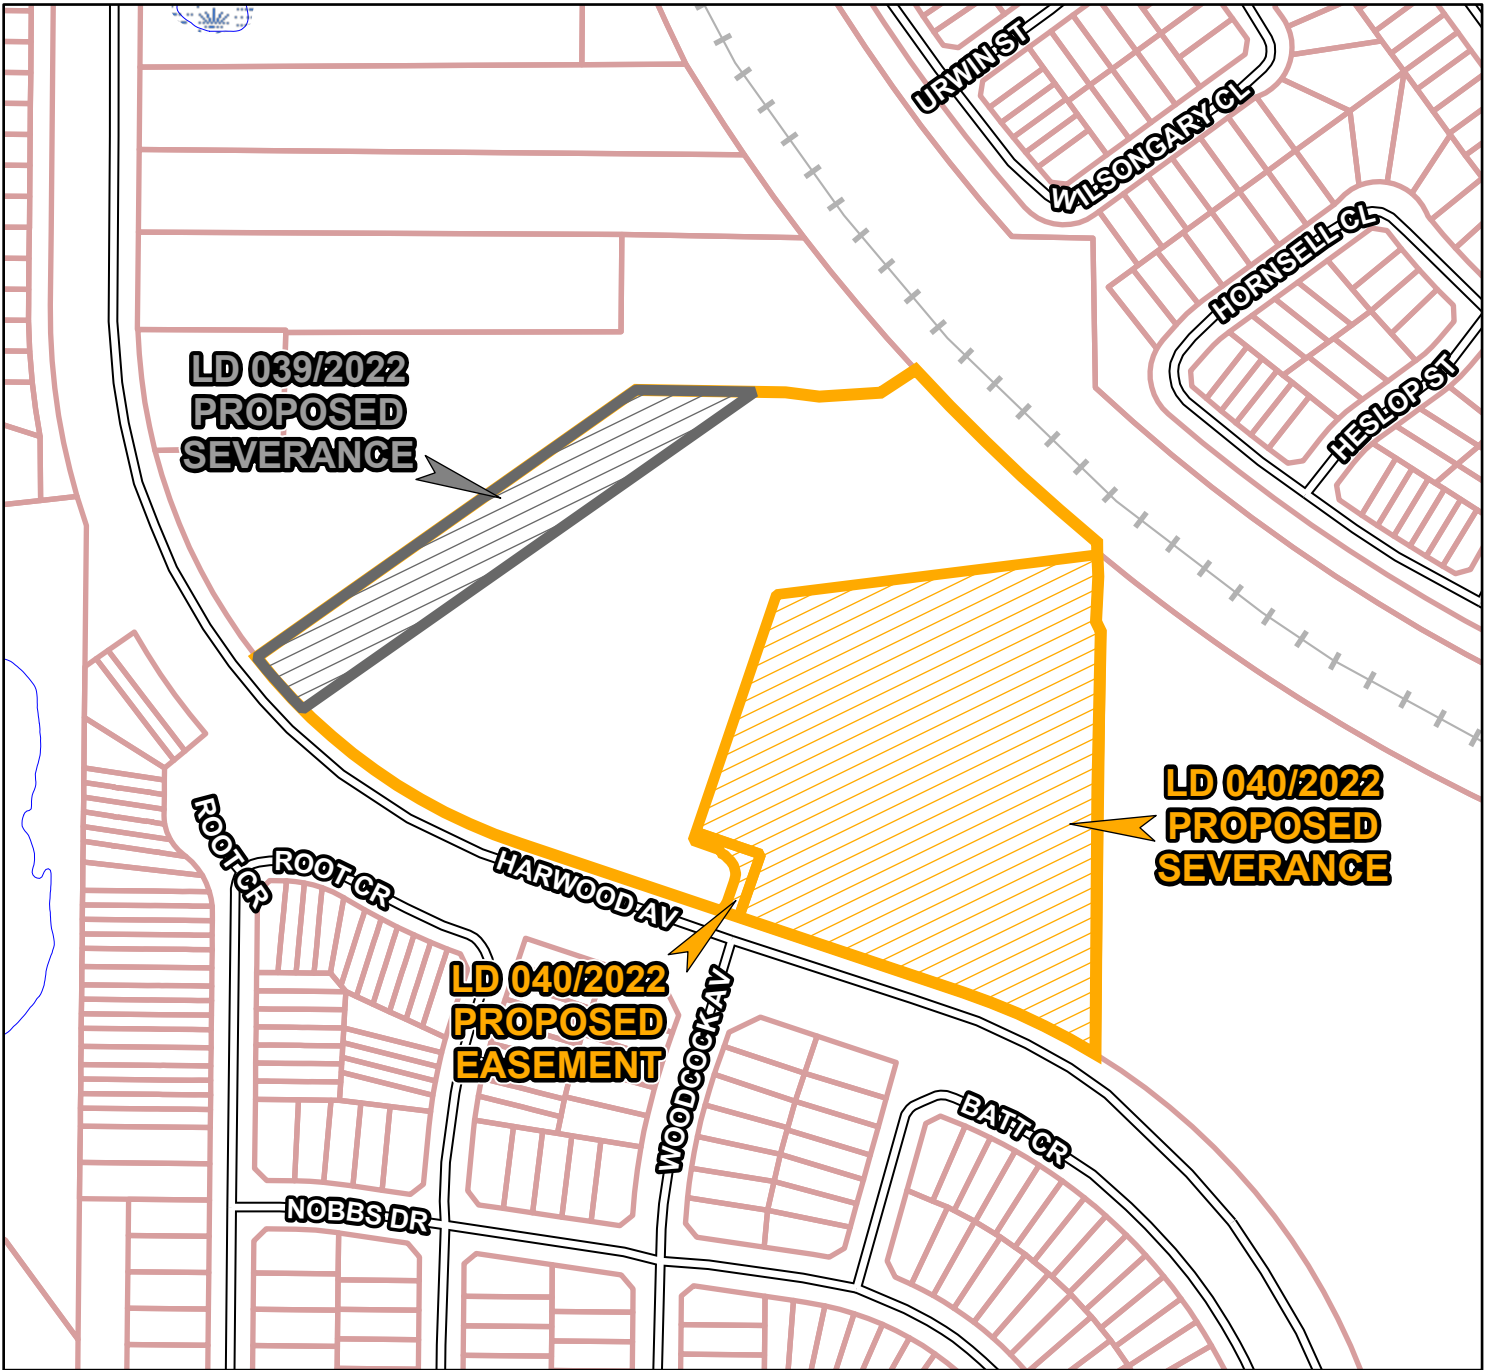 URWIN ST
WILSONGARY CL
HORNSELL CL
HESLOP ST
LD 039/2022
PROPOSED
SEVERANCE
LD 040/2022
PROPOSED
SEVERANCE
ROOT CR
ROOT CR
HARWOOD AV
LD 040/2022
PROPOSED
EASEMENT
WOODCOCK AV
BATT CR
NOBBS DR